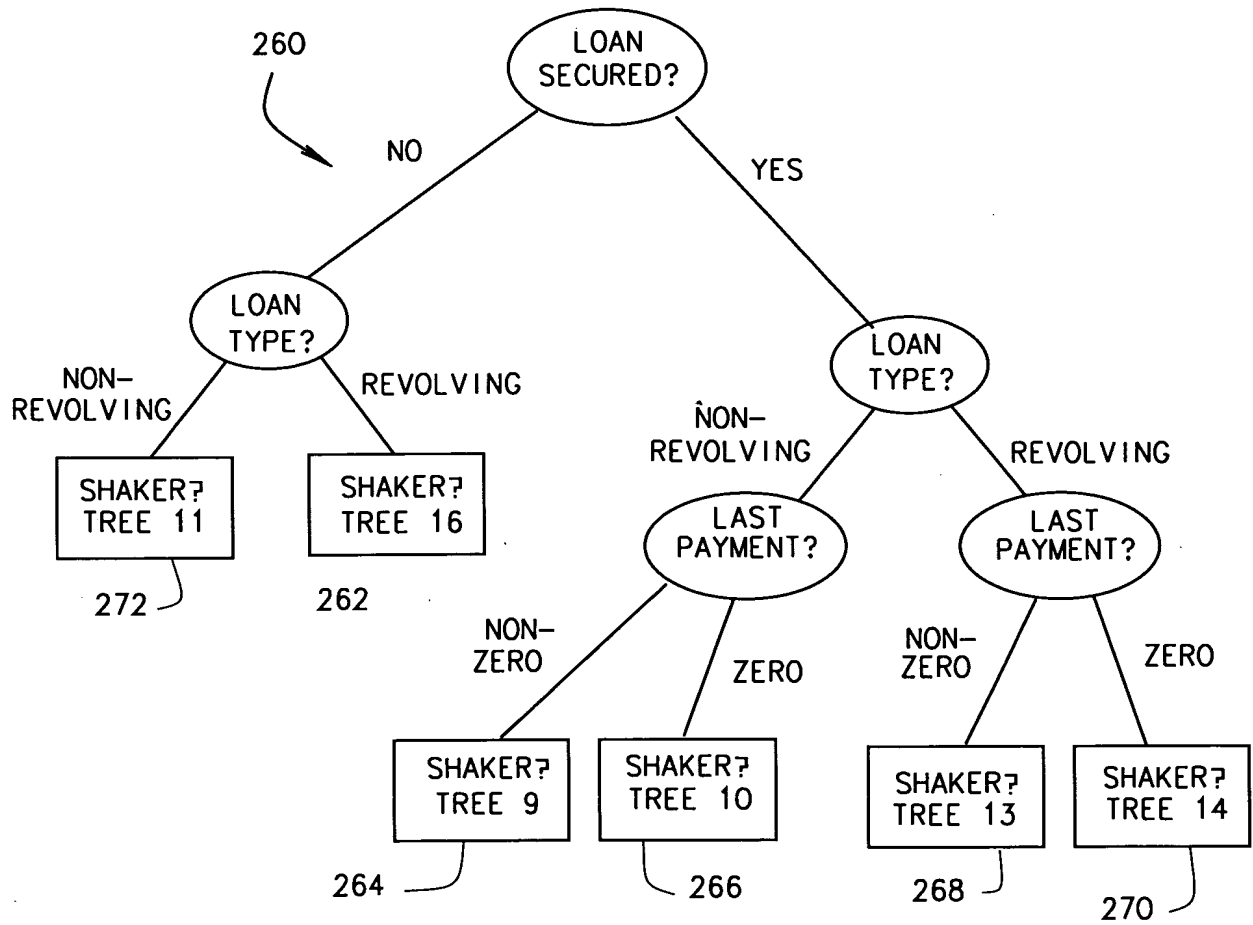 260
LOAN
SECURED?
NO
YES
LOAN
TYPE?
LOAN
TYPE?
NON-
REVOLVING
REVOLVING
NON-
REVOLVING
REVOLVING
SHAKER?
TREE 11
SHAKER?
TREE 16
272
262
LAST
PAYMENT?
LAST
PAYMENT?
NON-
ZERO
ZERO
NON-
ZERO
ZERO
SHAKER?
TREE 9
SHAKER?
TREE 10
SHAKER?
TREE 13
SHAKER?
TREE 14
264
266
268
270